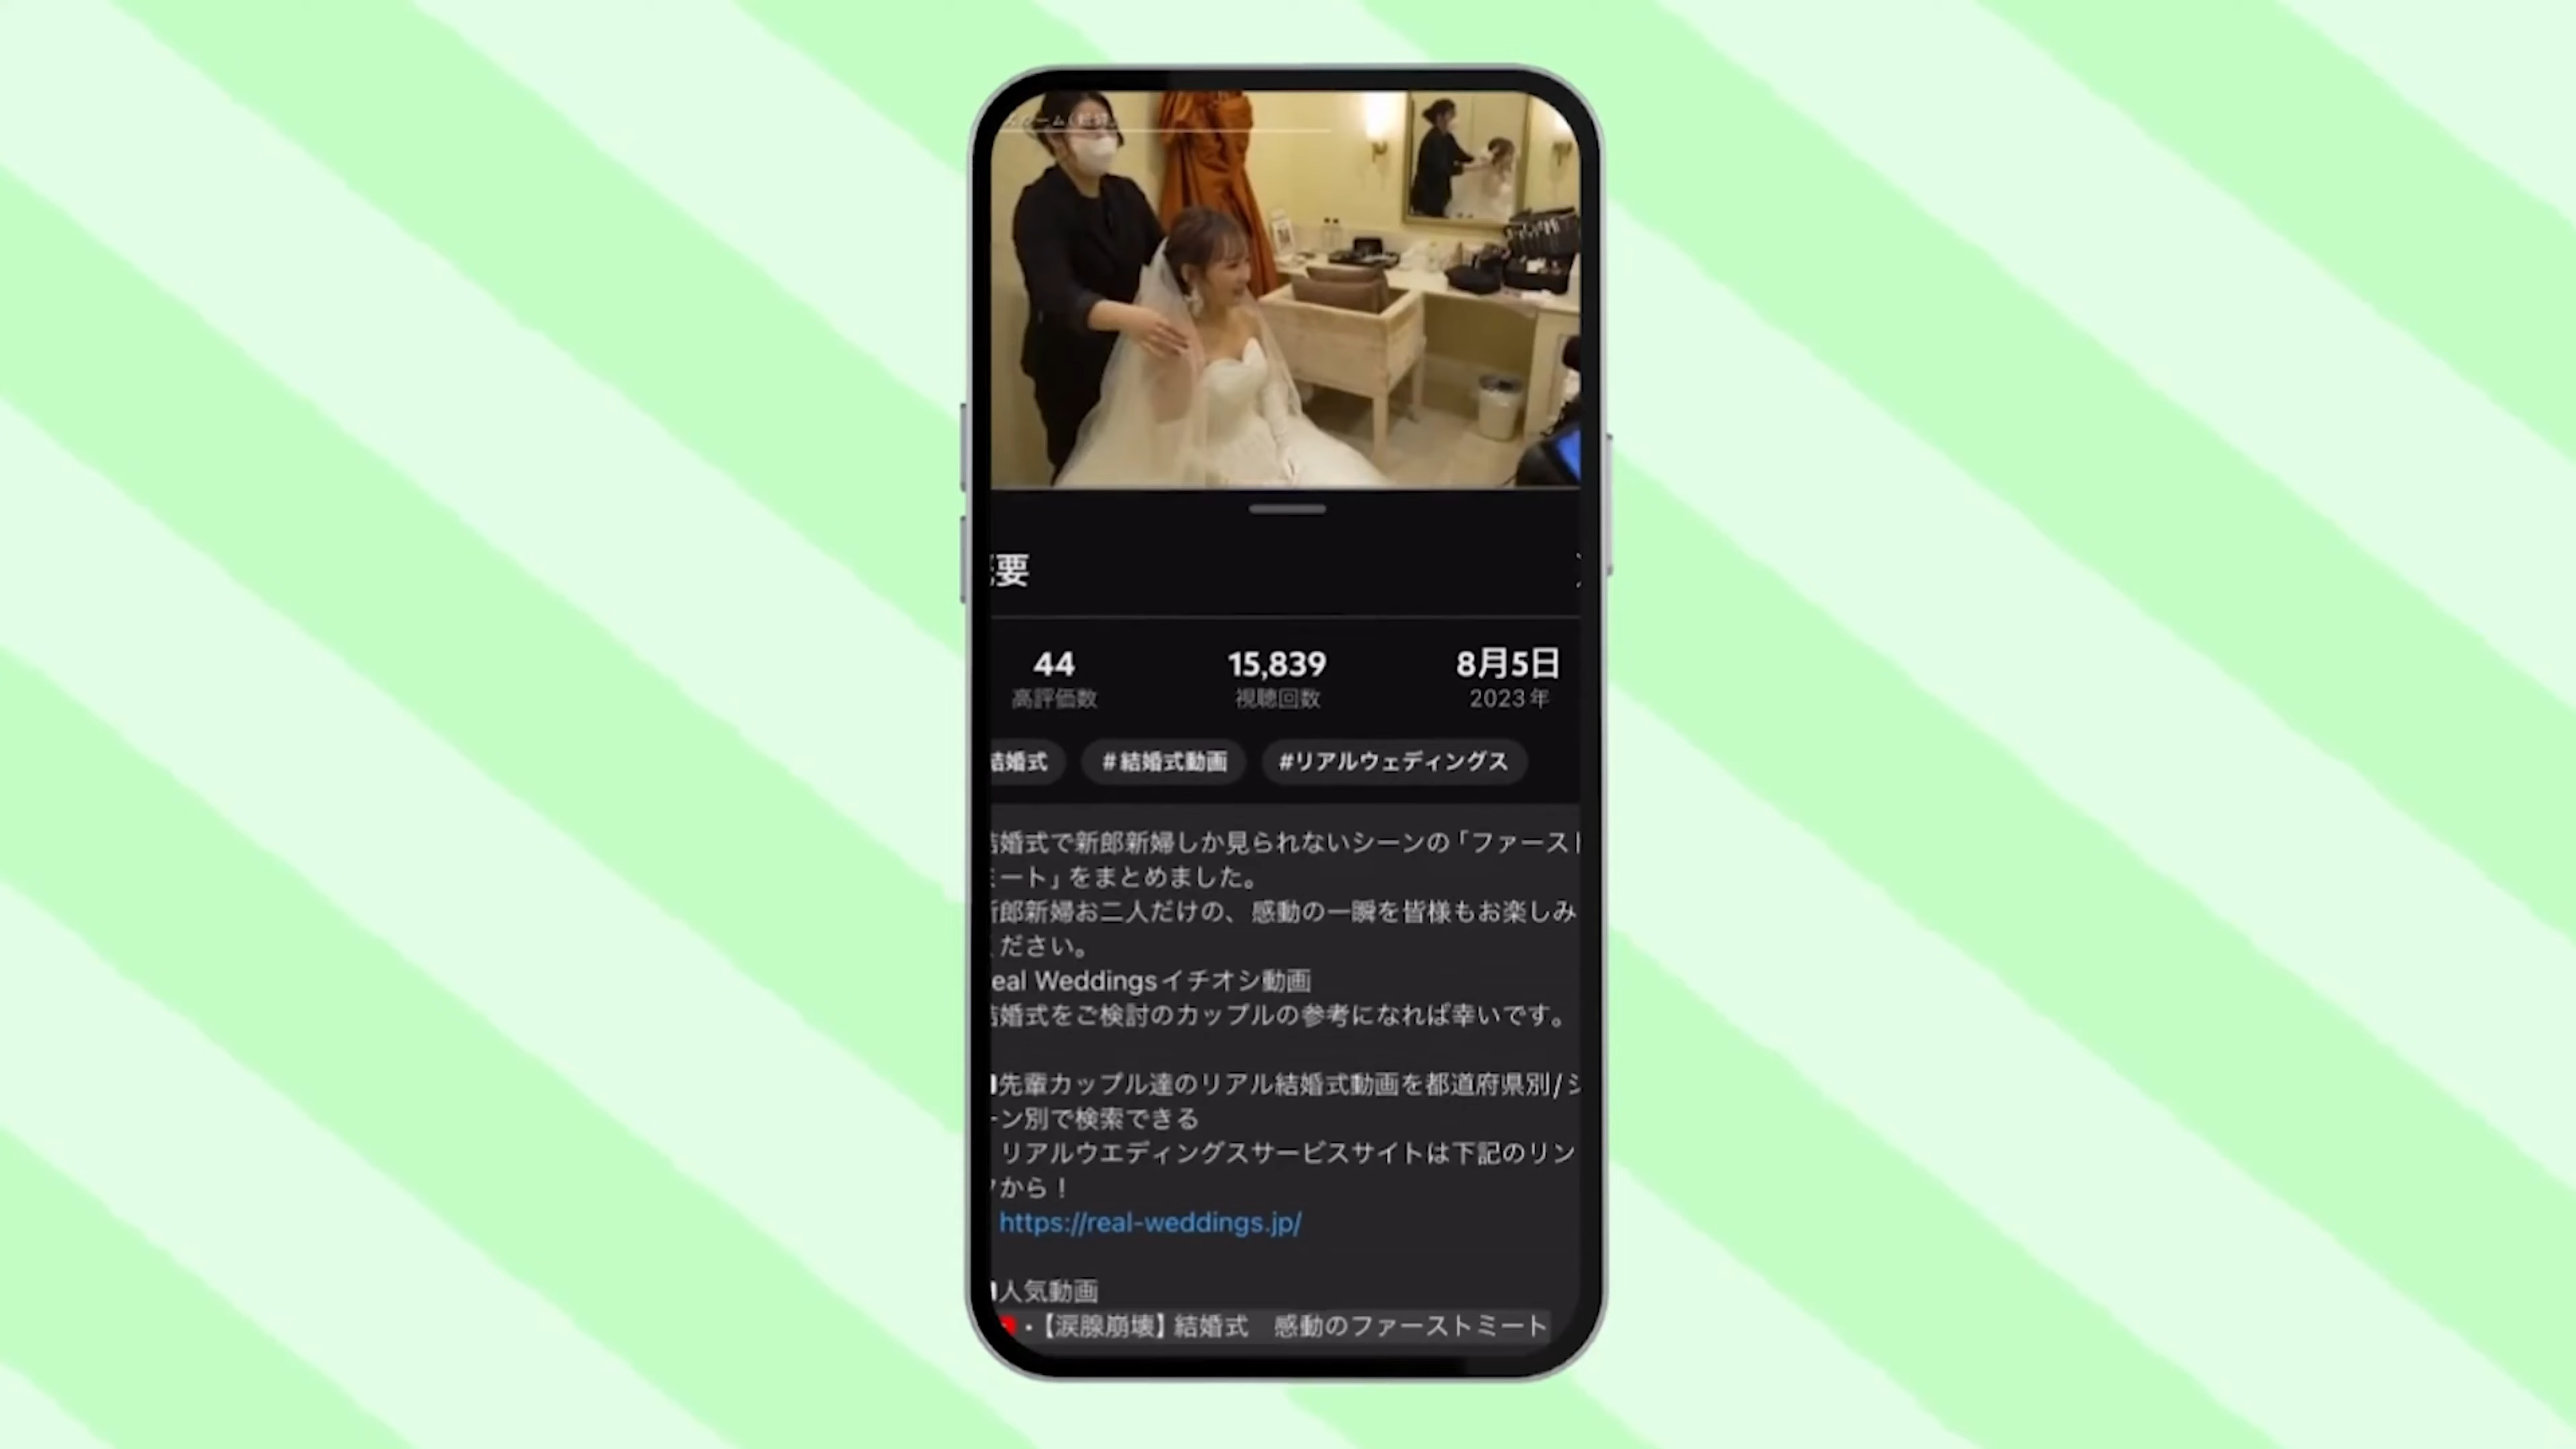 要
44
15,839
8月5日
高評価数
視聴回数
2023年
結婚式
#結婚式動画
#リアルウェディングス
結婚式で新郎新婦しか見られないシーンの「ファースト
ミート」をまとめました。
新郎新婦お二人だけの、感動の一瞬を皆様もお楽しみ
ください。
eal Weddingsイチオシ動画
結婚式をご検討のカップルの参考になれば幸いです。
先輩カップル達のリアル結婚式動画を都道府県別/シ
ーン別で検索できる
リアルウエディングスサービスサイトは下記のリン
クから!
https://real-weddings.jp/
人気動画
・【涙腺崩壊】結婚式 感動のファーストミート